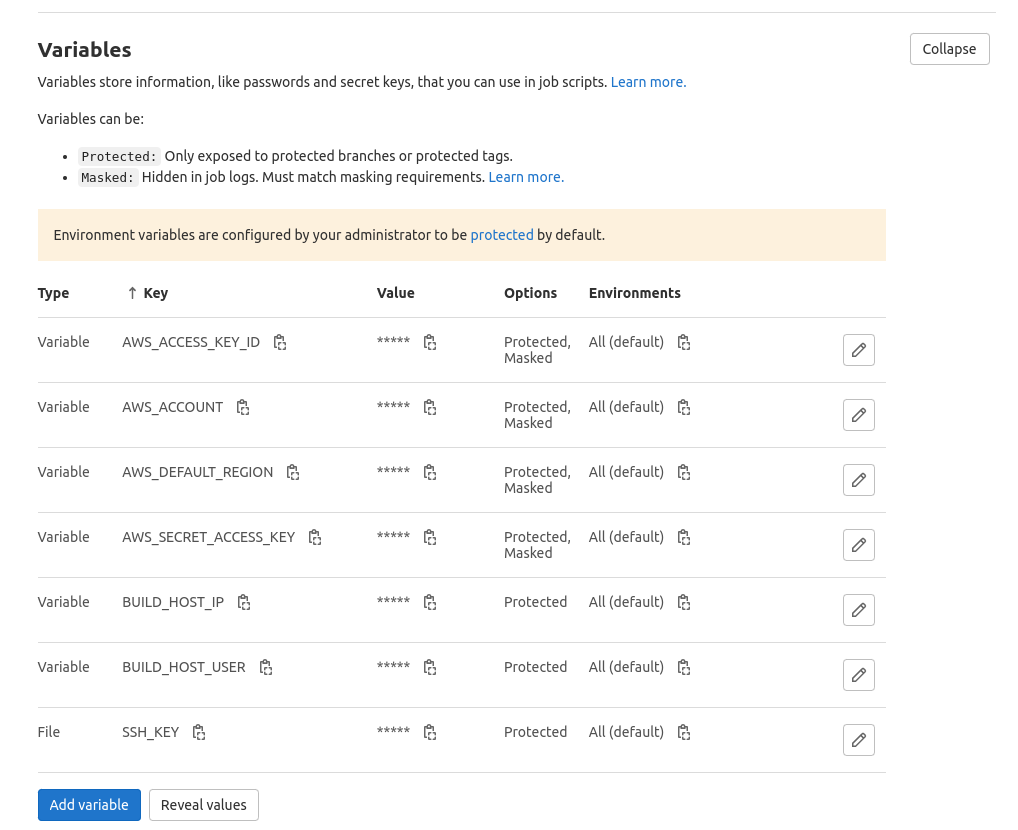 Variables
Collapse
Variables store information, like passwords and secret keys, that you can use in job scripts. Learn more.
Variables can be:
• Protected: Only exposed to protected branches or protected tags.
• Masked: Hidden in job logs. Must match masking requirements. Learn more.
Environment variables are configured by your administrator to be protected by default.
Type ↑ Key Value Options Environments
Variable AWS_ACCESS_KEY_ID ***** Protected, All (default)
Masked
Variable AWS_ACCOUNT ***** Protected, All (default)
Masked
Variable AWS_DEFAULT_REGION ***** Protected, All (default)
Masked
Variable AWS_SECRET_ACCESS_KEY ***** Protected, All (default)
Masked
Variable BUILD_HOST_IP ***** Protected All (default)
Variable BUILD_HOST_USER ***** Protected All (default)
File SSH_KEY ***** Protected All (default)
Add variable Reveal values